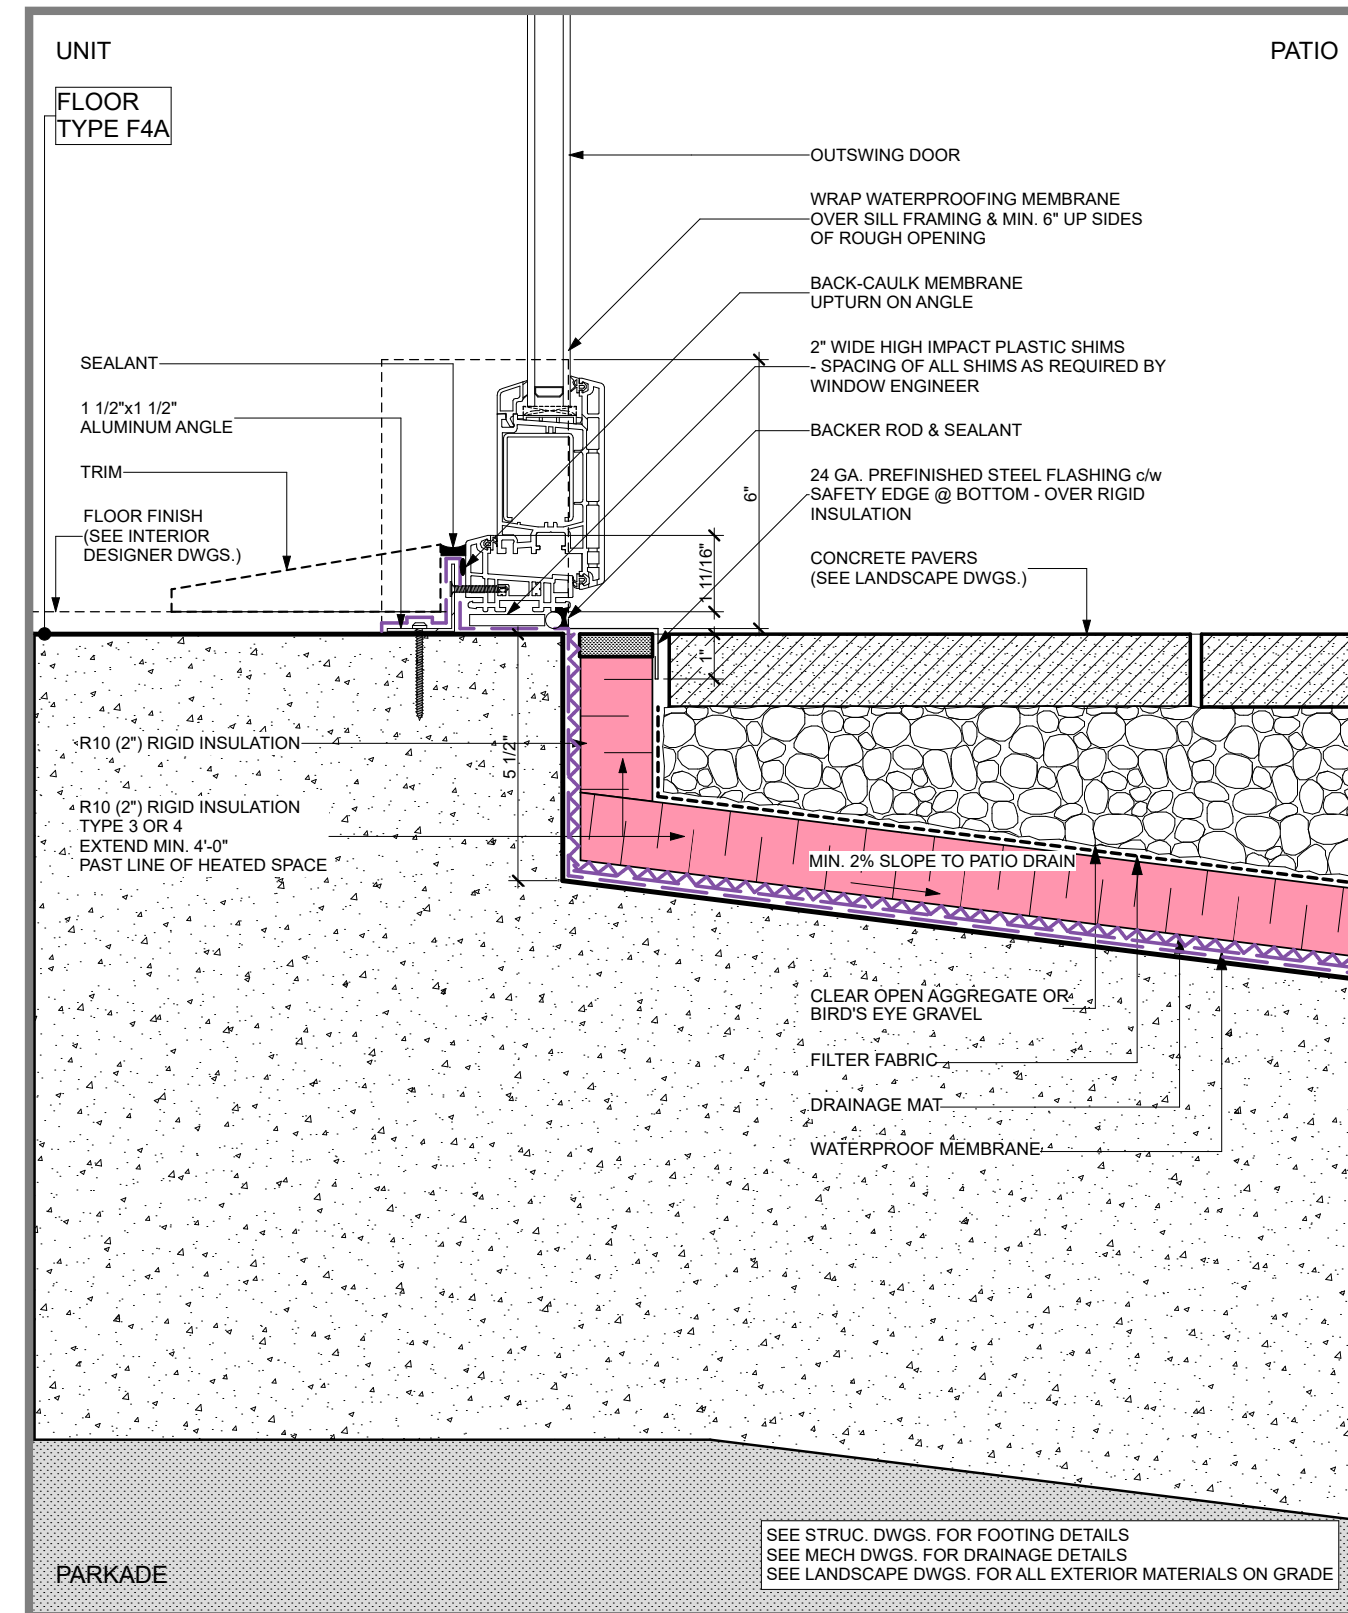 UNIT
PATIO
FLOOR
TYPE F4A
OUTSWING DOOR
WRAP WATERPROOFING MEMBRANE
OVER SILL FRAMING & MIN. 6" UP SIDES
OF ROUGH OPENING
BACK-CAULK MEMBRANE
UPTURN ON ANGLE
2" WIDE HIGH IMPACT PLASTIC SHIMS
- SPACING OF ALL SHIMS AS REQUIRED BY
WINDOW ENGINEER
BACKER ROD & SEALANT
24 GA. PREFINISHED STEEL FLASHING c/w
SAFETY EDGE @ BOTTOM - OVER RIGID
INSULATION
CONCRETE PAVERS
(SEE LANDSCAPE DWGS.)
SEALANT
1 1/2"x1 1/2"
ALUMINUM ANGLE
TRIM
FLOOR FINISH
(SEE INTERIOR
DESIGNER DWGS.)
6"
1 11/16"
1"
5 1/2"
R10 (2") RIGID INSULATION
R10 (2") RIGID INSULATION
TYPE 3 OR 4
EXTEND MIN. 4'-0"
PAST LINE OF HEATED SPACE
MIN. 2% SLOPE TO PATIO DRAIN
CLEAR OPEN AGGREGATE OR
BIRD'S EYE GRAVEL
FILTER FABRIC
DRAINAGE MAT
WATERPROOF MEMBRANE
PARKADE
SEE STRUC. DWGS. FOR FOOTING DETAILS
SEE MECH DWGS. FOR DRAINAGE DETAILS
SEE LANDSCAPE DWGS. FOR ALL EXTERIOR MATERIALS ON GRADE